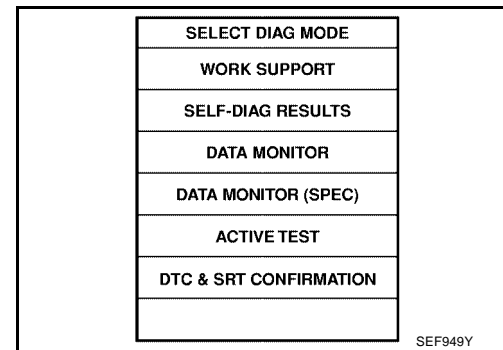 SELECT DIAG MODE
WORK SUPPORT
SELF-DIAG RESULTS
DATA MONITOR
DATA MONITOR (SPEC)
ACTIVE TEST
DTC & SRT CONFIRMATION
SEF949Y